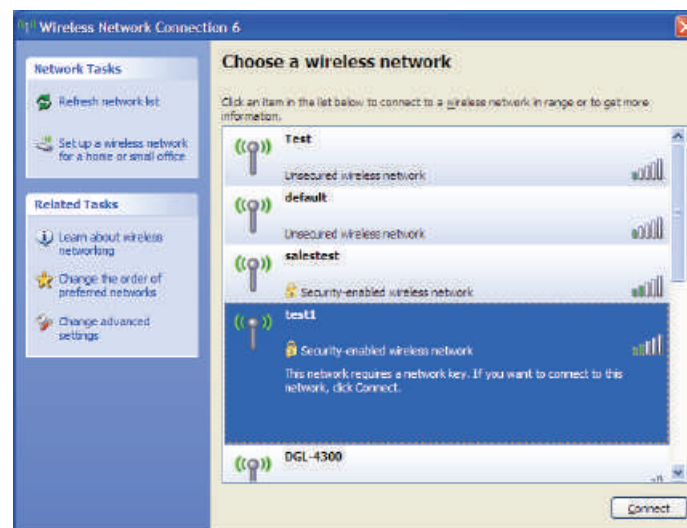 Wireless Network Connection 6
Network Tasks
Refresh network list
Set up a wireless network
for a home or small office
Related Tasks
Learn about wireless
networking
Change the order of
preferred networks
Change advanced
settings
Choose a wireless network
Click an item in the list below to connect to a wireless network in range or to get more
information.
Test
Unsecured wireless network
default
Unsecured wireless network
salestest
Security-enabled wireless network
test1
Security-enabled wireless network
This network requires a network key. If you want to connect to this
network, click Connect.
DGL-4300
Connect